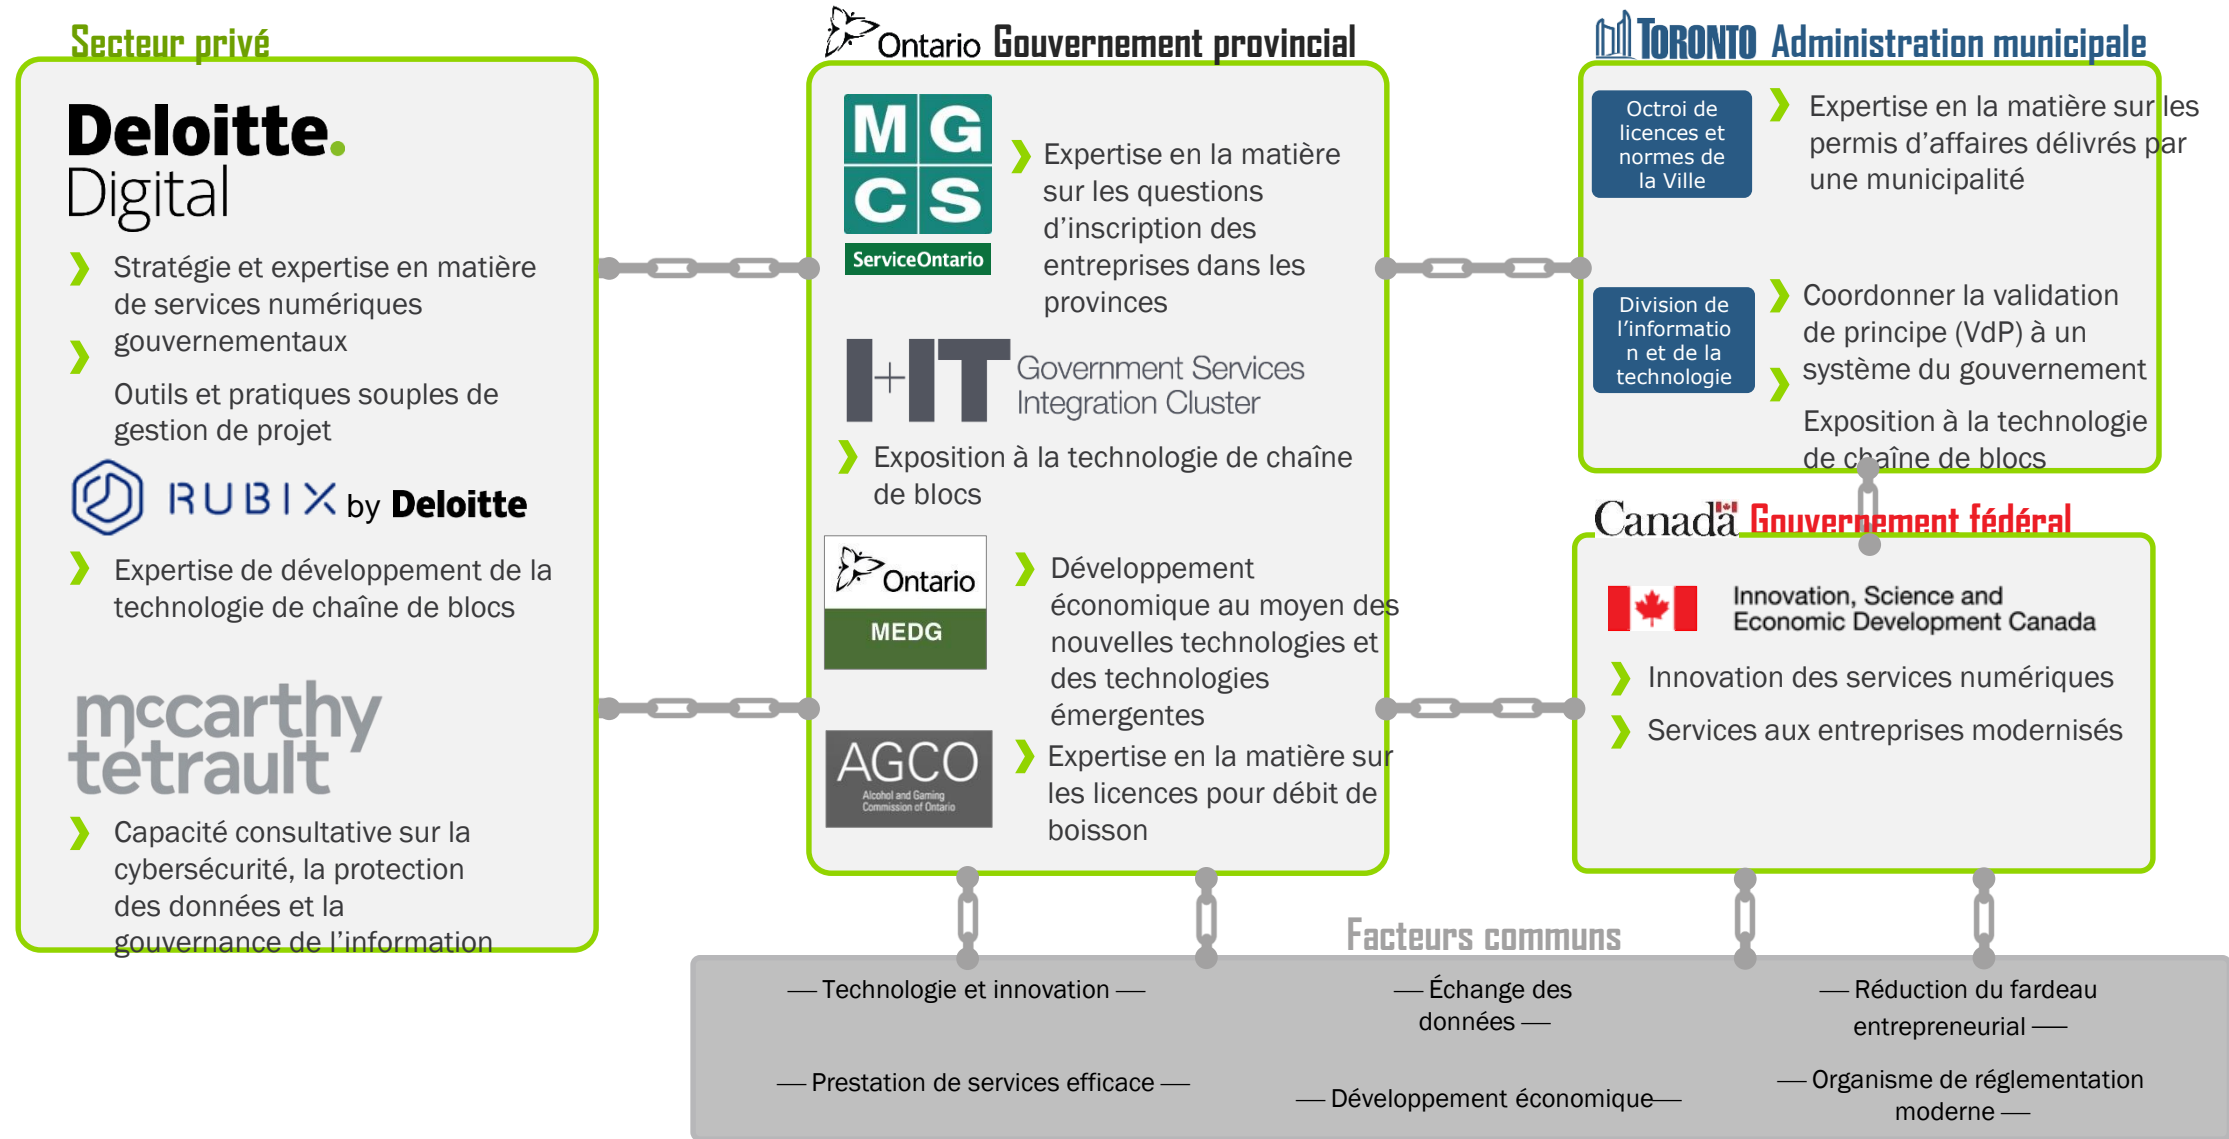 Secteur privé
Deloitte.
Digital
Stratégie et expertise en matière
de services numériques
gouvernementaux
Outils et pratiques souples de
gestion de projet
RUBIX by Deloitte
Expertise de développement de la
technologie de chaîne de blocs
mccarthy
tetrault
Capacité consultative sur la
cybersécurité, la protection
des données et la
gouvernance de l'information
Ontario Gouvernement provincial
M G
C S
ServiceOntario
Expertise en la matière
sur les questions
d'inscription des
entreprises dans les
provinces
I+IT Government Services
Integration Cluster
Exposition à la technologie de chaîne
de blocs
Ontario
MEDG
Développement
économique au moyen des
nouvelles technologies et
des technologies
émergentes
AGCO
Alcohol and Gaming
Commission of Ontario
Expertise en la matière sur
les licences pour débit de
boisson
TORONTO Administration municipale
Octroi de
licences et
normes de
la Ville
Expertise en la matière sur les
permis d'affaires délivrés par
une municipalité
Division de
l'informatio
n et de la
technologie
Coordonner la validation
de principe (VdP) à un
système du gouvernement
Exposition à la technologie
de chaîne de blocs
Canada Gouvernement fédéral
Innovation, Science and
Economic Development Canada
Innovation des services numériques
Services aux entreprises modernisés
Facteurs communs
— Technologie et innovation —
— Échange des
données —
— Réduction du fardeau
entrepreneurial —
— Prestation de services efficace —
— Développement économique—
— Organisme de réglementation
moderne —